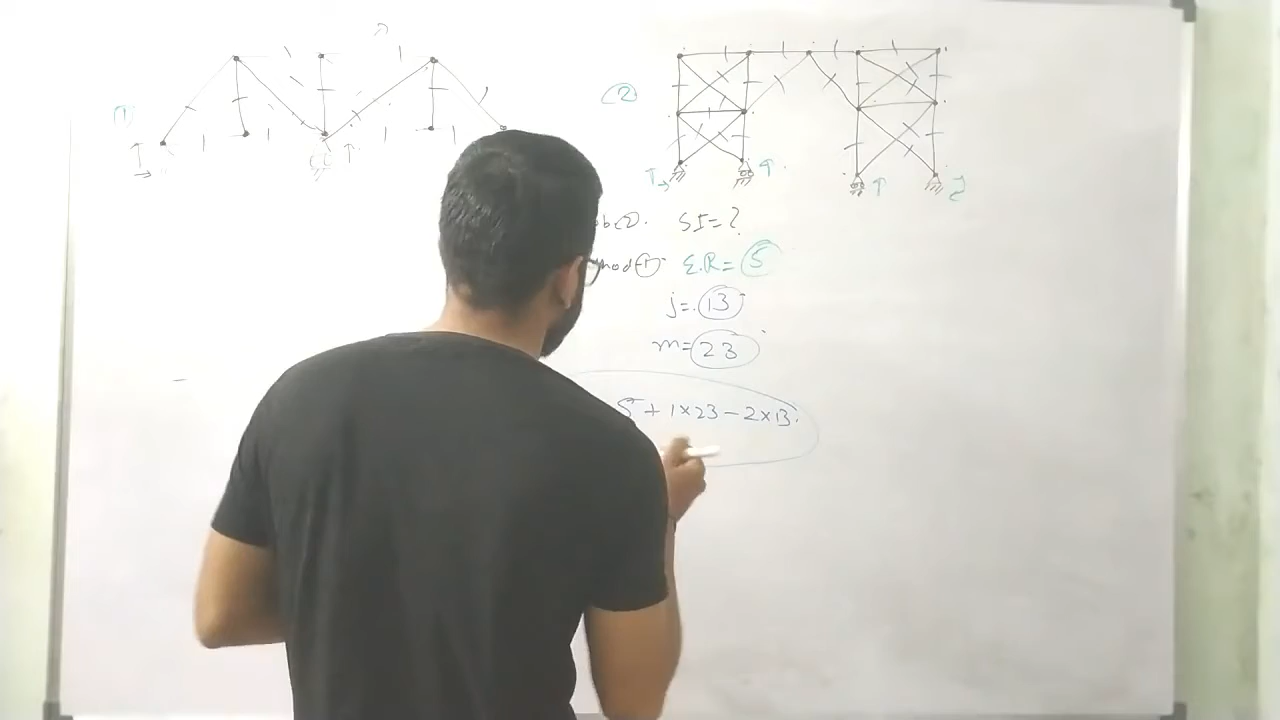 (1)
(2)
SI=?
Σ.R= 5
j= 13
m= 23
5 + 1×23 - 2×13